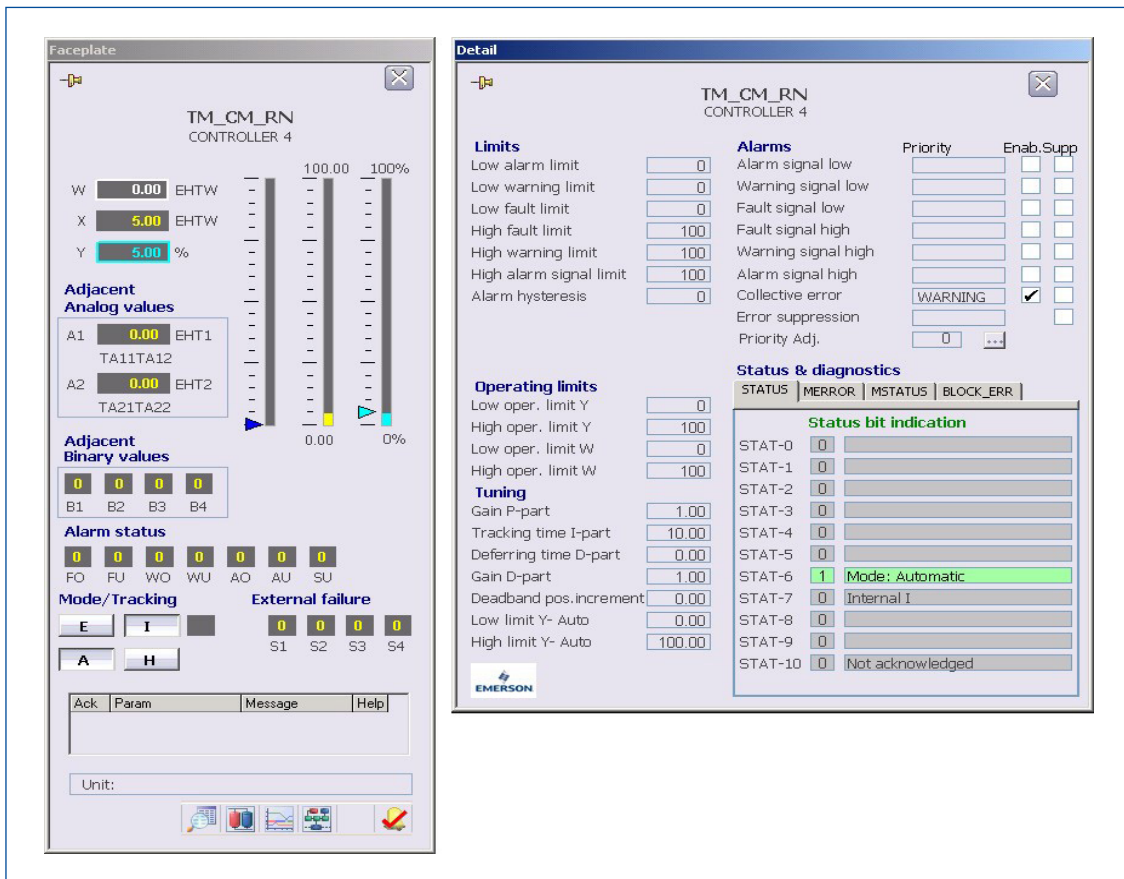 Faceplate
TM_CM_RN
CONTROLLER 4
100.00 100%
W 0.00 EHTW
X 5.00 EHTW
Y 5.00 %
Adjacent
Analog values
A1 0.00 EHT1
TA11TA12
A2 0.00 EHT2
TA21TA22
0.00 0%
Adjacent
Binary values
0 0 0 0
B1 B2 B3 B4
Alarm status
0 0 0 0 0 0 0
FO FU WO WU AO AU SU
Mode/Tracking External failure
E I 0 0 0 0
S1 S2 S3 S4
A H
Ack Param Message Help
Unit:
Detail
TM_CM_RN
CONTROLLER 4
Limits
Low alarm limit 0
Low warning limit 0
Low fault limit 0
High fault limit 100
High warning limit 100
High alarm signal limit 100
Alarm hysteresis 0
Operating limits
Low oper. limit Y 0
High oper. limit Y 100
Low oper. limit W 0
High oper. limit W 100
Tuning
Gain P-part 1.00
Tracking time I-part 10.00
Deferring time D-part 0.00
Gain D-part 1.00
Deadband pos.increment 0.00
Low limit Y- Auto 0.00
High limit Y- Auto 100.00
EMERSON
Alarms Priority Enab.Supp
Alarm signal low
Warning signal low
Fault signal low
Fault signal high
Warning signal high
Alarm signal high
Collective error WARNING
Error suppression
Priority Adj. 0 ...
Status & diagnostics
STATUS MERROR MSTATUS BLOCK_ERR
Status bit indication
STAT-0 0
STAT-1 0
STAT-2 0
STAT-3 0
STAT-4 0
STAT-5 0
STAT-6 1 Mode: Automatic
STAT-7 0 Internal I
STAT-8 0
STAT-9 0
STAT-10 0 Not acknowledged